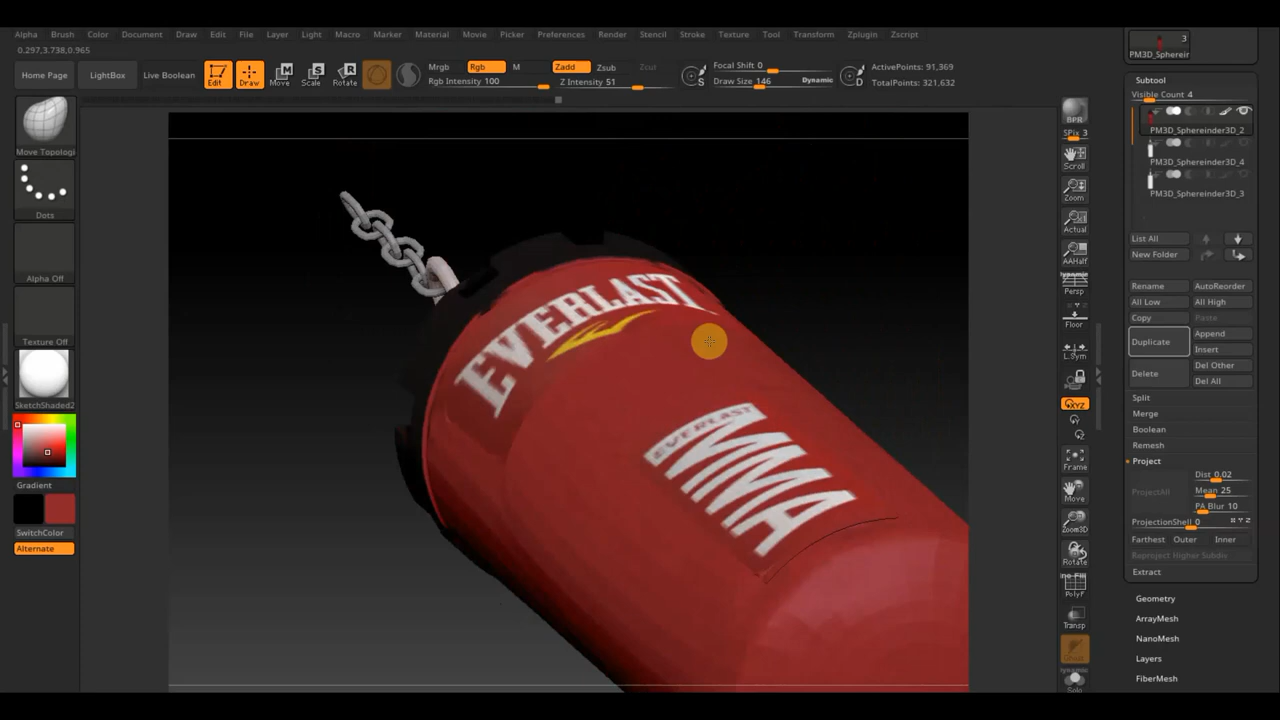 Alpha Brush Color Document Draw Edit File Layer Light Macro Marker Material Movie Picker Preferences Render Stencil Stroke Texture Tool Transform Zplugin Zscript
0.297,3.738,0.965
Home Page LightBox Live Boolean Edit Draw Move Scale Rotate
Mrgb Rgb M Zadd Zsub Zcut
Rgb Intensity 100 Z Intensity 51
S Focal Shift 0
Draw Size 146 Dynamic D
ActivePoints: 91,369
TotalPoints: 321,632
Move Topologi
Dots
Alpha Off
Texture Off
SketchShaded2
Gradient
SwitchColor
Alternate
EVERLAST
EVERLAST
MMA
BPR
SPix 3
Scroll
Zoom
Actual
AAHalf
dynamic
Persp
Floor
L.Sym
XYZ
Y
Z
Frame
Move
Zoom3D
Rotate
PolyF
Transp
Ghost
dynamic
Solo
3
PM3D_Sphereir
Subtool
Visible Count 4
PM3D_Sphereinder3D_2
PM3D_Sphereinder3D_4
PM3D_Sphereinder3D_3
List All
New Folder
Rename AutoReorder
All Low All High
Copy Paste
Duplicate Append
Insert
Delete Del Other
Del All
Split
Merge
Boolean
Remesh
Project
ProjectAll Dist 0.02
Mean 25
PA Blur 10
ProjectionShell 0 X Y Z
Farthest Outer Inner
Reproject Higher Subdiv
Extract
Geometry
ArrayMesh
NanoMesh
Layers
FiberMesh